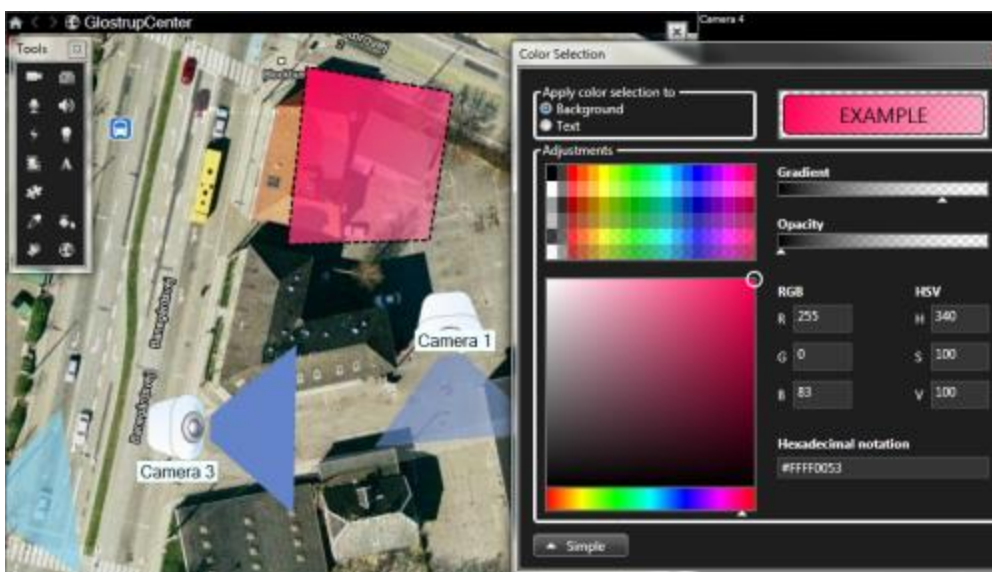 GlostrupCenter
Camera 4
Tools
A
Color Selection
Apply color selection to
Background
Text
EXAMPLE
Adjustments
Gradient
Opacity
RGB
HSV
R 255
H 340
G 0
S 100
B 83
V 100
Hexadecimal notation
#FFFF0053
Simple
Camera 1
Camera 3